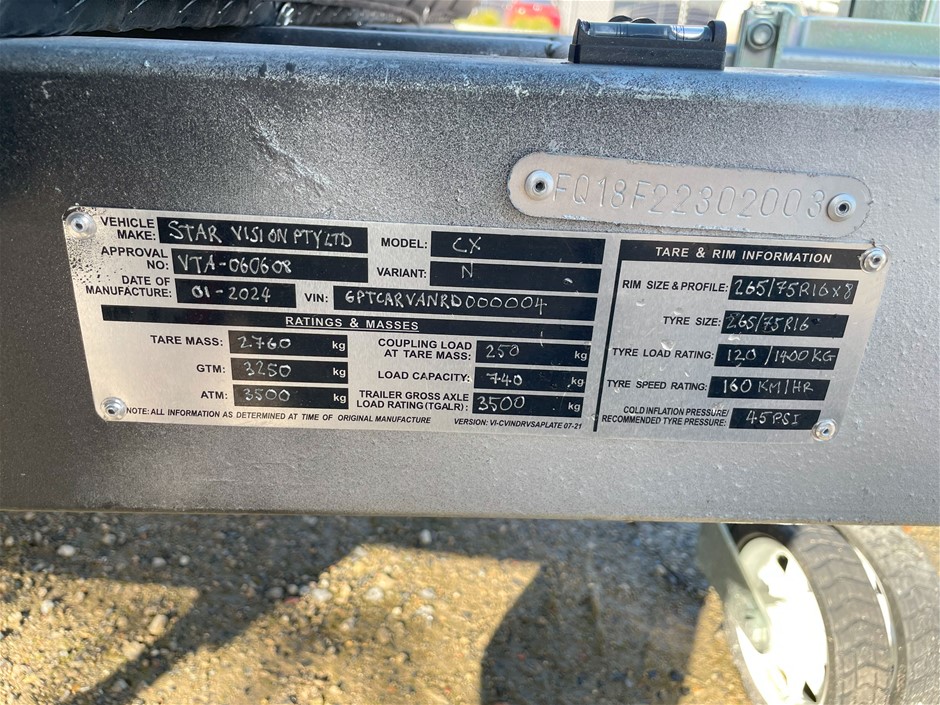 FQ18F22302003
VEHICLE MAKE: STAR VISION PTY LTD
APPROVAL NO: VTA-060608
DATE OF MANUFACTURE: 01-2024
MODEL: CX
VARIANT: N
VIN: 6PTCARVANRD000004
RATINGS & MASSES
TARE MASS: 2760 kg
GTM: 3250 kg
ATM: 3500 kg
COUPLING LOAD AT TARE MASS: 250 kg
LOAD CAPACITY: 740 kg
TRAILER GROSS AXLE LOAD RATING (TGALR): 3500 kg
NOTE: ALL INFORMATION AS DETERMINED AT TIME OF ORIGINAL MANUFACTURE
VERSION: VI-CVINDRVSAPLATE 07-21
TARE & RIM INFORMATION
RIM SIZE & PROFILE: 265/75R16x8
TYRE SIZE: 265/75R16
TYRE LOAD RATING: 120/1400KG
TYRE SPEED RATING: 160 KM/HR
COLD INFLATION PRESSURE/ RECOMMENDED TYRE PRESSURE: 45PSI